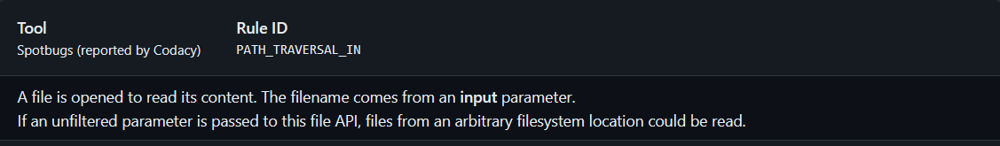 Tool Rule ID
Spotbugs (reported by Codacy) PATH_TRAVERSAL_IN
A file is opened to read its content. The filename comes from an input parameter.
If an unfiltered parameter is passed to this file API, files from an arbitrary filesystem location could be read.